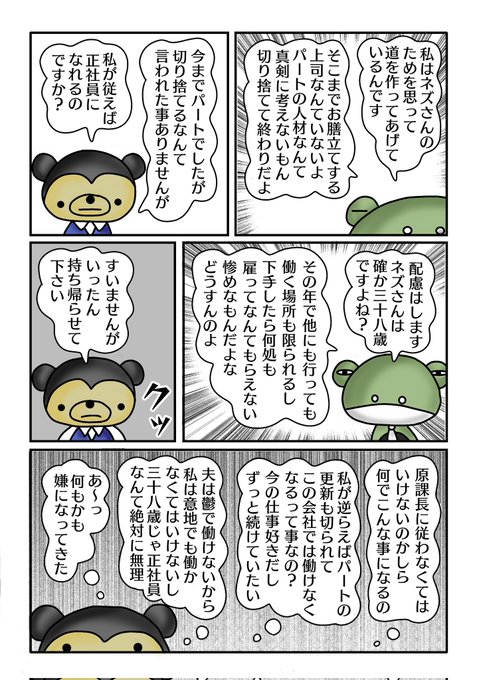 私はネズさんの
ためを思って
道を作ってあげて
いるんです
そこまでお膳立てする
上司なんていないよ
パートの人材なんて
真剣に考えないもん
切り捨てて終わりだよ
今までパートでしたが
切り捨てるなんて
言われた事ありませんが
私が従えば
正社員に
なれるの
ですか?
配慮はします
ネズさんは
確か三十八歳
ですよね?
その年で他にも行っても
働く場所も限られるし
下手したら何処も
雇ってなんてもらえない
惨めなもんだよな
どうすんのよ
すいませんが
いったん
持ち帰らせて
下さい
クッ
原課長に従わなくては
いけないのかしら
何でこんな事になるの
私が逆らえばパートの
更新も切られて
この会社では働けなく
なるって事なの?
今の仕事好きだし
ずっと続けていたい
夫は鬱で働けないから
私は意地でも働か
なくてはいけないし
三十八歳じゃ正社員
なんて絶対に無理
あ〜っ
何もかも
嫌になってきた